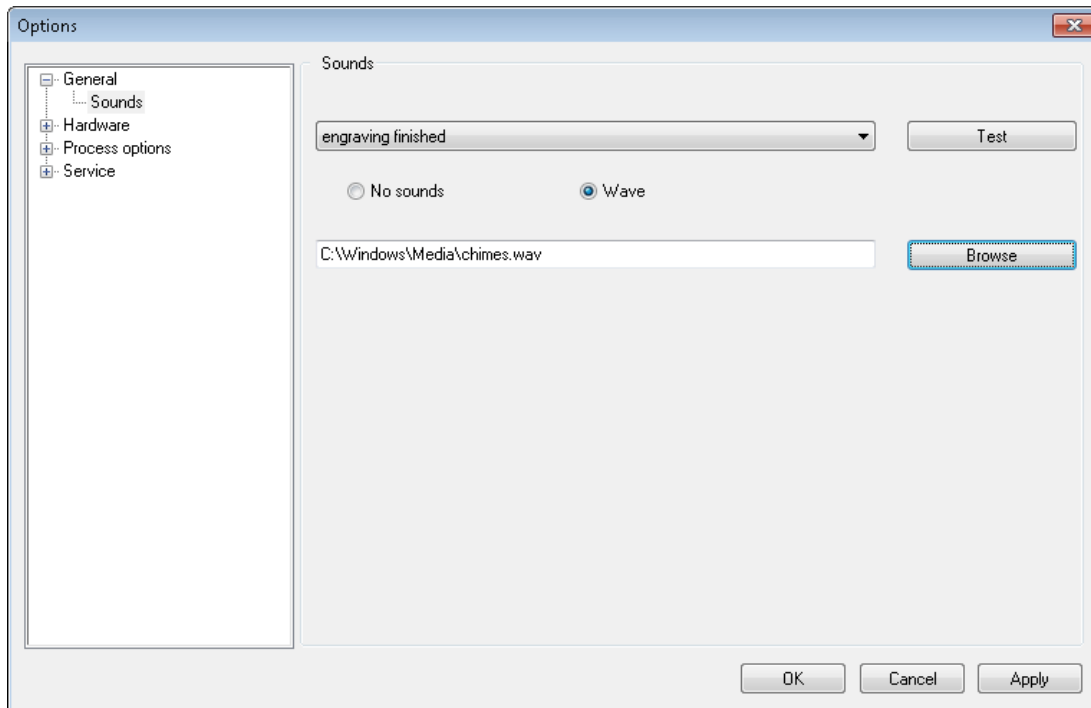 Options
General
Sounds
Hardware
Process options
Service
Sounds
engraving finished
Test
No sounds
Wave
C:\Windows\Media\chimes.wav
Browse
OK
Cancel
Apply